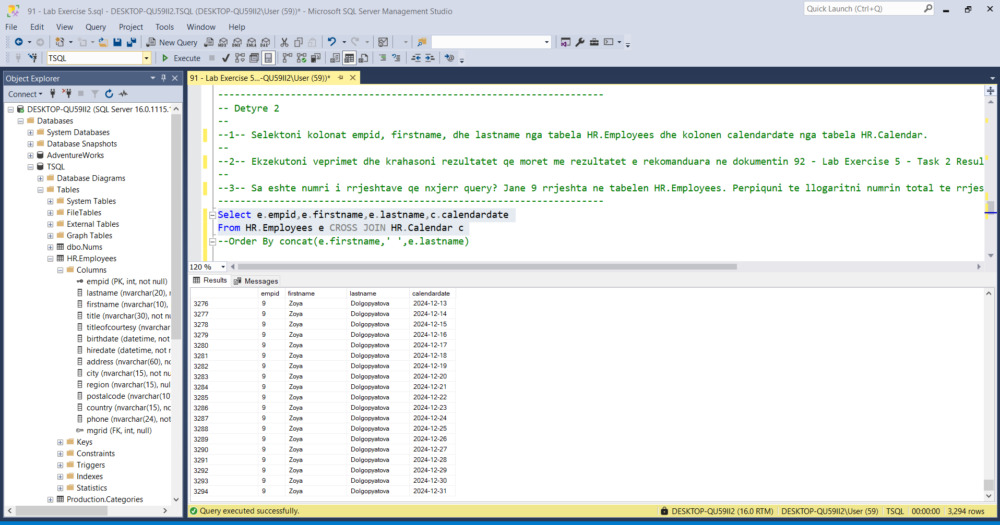 91 - Lab Exercise 5.sql - DESKTOP-QU59II2.TSQL (DESKTOP-QU59II2\User (59))* - Microsoft SQL Server Management Studio
Quick Launch (Ctrl+Q)
File Edit View Query Project Tools Window Help
New Query MDX DMX XMLA DAX
TSQL Execute
Object Explorer
Connect
DESKTOP-QU59II2 (SQL Server 16.0.1115.
Databases
System Databases
Database Snapshots
AdventureWorks
TSQL
Database Diagrams
Tables
System Tables
FileTables
External Tables
Graph Tables
dbo.Nums
HR.Employees
Columns
empid (PK, int, not null)
lastname (nvarchar(20), 
firstname (nvarchar(10),
title (nvarchar(30), not nu
titleofcourtesy (nvarchar
birthdate (datetime, not
hiredate (datetime, not r
address (nvarchar(60), no
city (nvarchar(15), not nu
region (nvarchar(15), nul
postalcode (nvarchar(10)
country (nvarchar(15), no
phone (nvarchar(24), not
mgrid (FK, int, null)
Keys
Constraints
Triggers
Indexes
Statistics
Production.Categories
91 - Lab Exercise 5...-QU59II2\User (59))*
----------------------------------------------------------------------
-- Detyre 2
--
--1-- Selektoni kolonat empid, firstname, dhe lastname nga tabela HR.Employees dhe kolonen calendardate nga tabela HR.Calendar.
--
--2-- Ekzekutoni veprimet dhe krahasoni rezultatet qe moret me rezultatet e rekomanduara ne dokumentin 92 - Lab Exercise 5 - Task 2 Resul
--
--3-- Sa eshte numri i rrjeshtave qe nxjerr query? Jane 9 rrjeshta ne tabelen HR.Employees. Perpiquni te llogaritni numrin total te rrjes
----------------------------------------------------------------------
Select e.empid,e.firstname,e.lastname,c.calendardate
From HR.Employees e CROSS JOIN HR.Calendar c
--Order By concat(e.firstname,' ',e.lastname)
120 %
Results Messages
empid firstname lastname calendardate
3276 9 Zoya Dolgopyatova 2024-12-13
3277 9 Zoya Dolgopyatova 2024-12-14
3278 9 Zoya Dolgopyatova 2024-12-15
3279 9 Zoya Dolgopyatova 2024-12-16
3280 9 Zoya Dolgopyatova 2024-12-17
3281 9 Zoya Dolgopyatova 2024-12-18
3282 9 Zoya Dolgopyatova 2024-12-19
3283 9 Zoya Dolgopyatova 2024-12-20
3284 9 Zoya Dolgopyatova 2024-12-21
3285 9 Zoya Dolgopyatova 2024-12-22
3286 9 Zoya Dolgopyatova 2024-12-23
3287 9 Zoya Dolgopyatova 2024-12-24
3288 9 Zoya Dolgopyatova 2024-12-25
3289 9 Zoya Dolgopyatova 2024-12-26
3290 9 Zoya Dolgopyatova 2024-12-27
3291 9 Zoya Dolgopyatova 2024-12-28
3292 9 Zoya Dolgopyatova 2024-12-29
3293 9 Zoya Dolgopyatova 2024-12-30
3294 9 Zoya Dolgopyatova 2024-12-31
Query executed successfully. DESKTOP-QU59II2 (16.0 RTM) DESKTOP-QU59II2\User (59) TSQL 00:00:00 3,294 rows